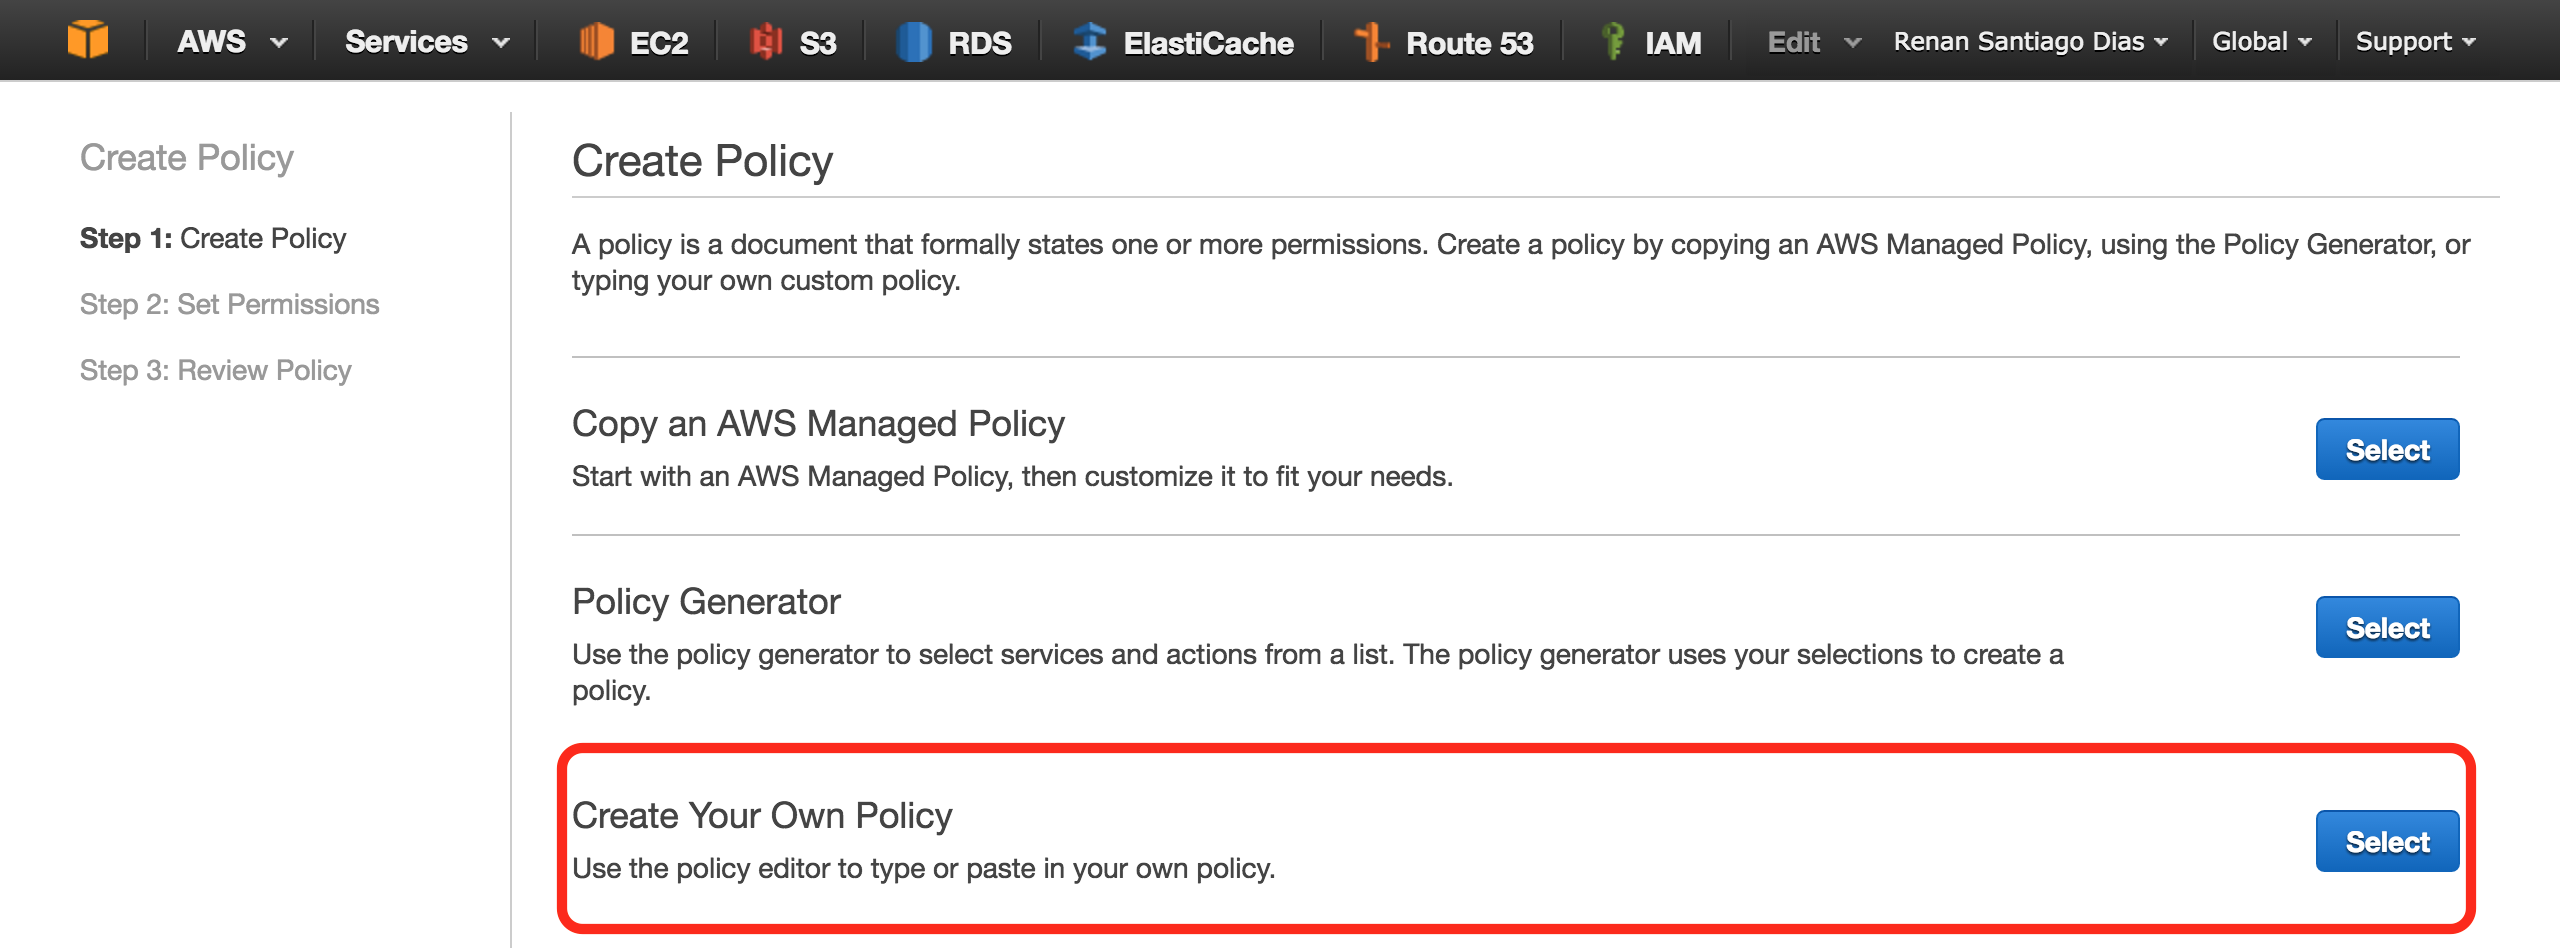 AWS Services EC2 S3 RDS ElastiCache Route 53 IAM Edit Renan Santiago Dias Global Support
Create Policy
Step 1: Create Policy
Step 2: Set Permissions
Step 3: Review Policy
Create Policy
A policy is a document that formally states one or more permissions. Create a policy by copying an AWS Managed Policy, using the Policy Generator, or
typing your own custom policy.
Copy an AWS Managed Policy
Start with an AWS Managed Policy, then customize it to fit your needs.
Select
Policy Generator
Use the policy generator to select services and actions from a list. The policy generator uses your selections to create a
policy.
Select
Create Your Own Policy
Use the policy editor to type or paste in your own policy.
Select